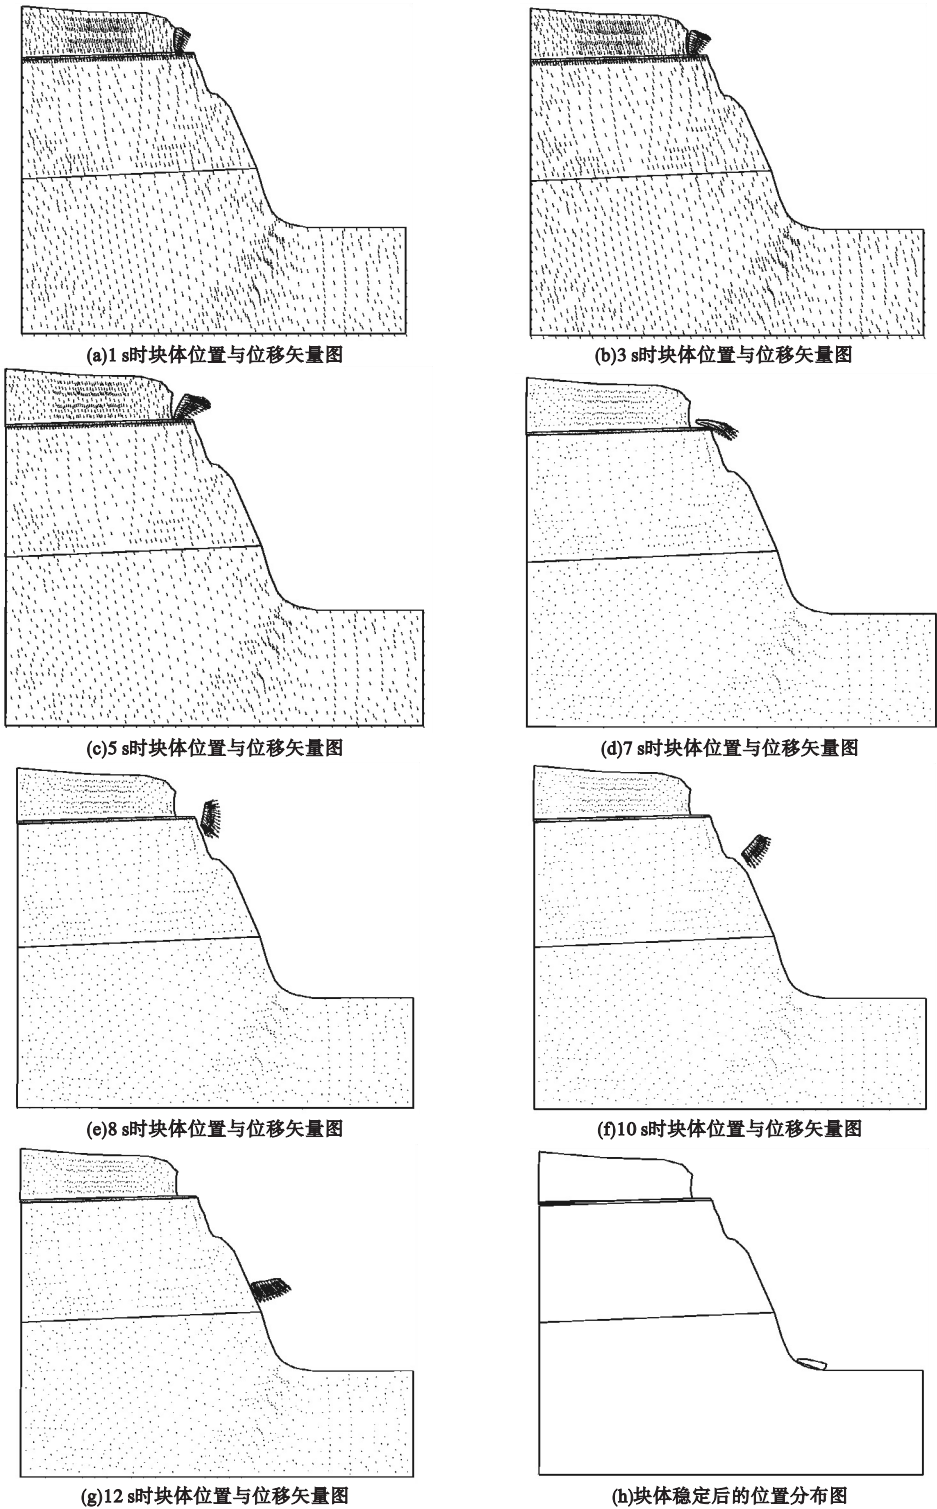 (a)1 s时块体位置与位移矢量图
(b)3 s时块体位置与位移矢量图
(c)5 s时块体位置与位移矢量图
(d)7 s时块体位置与位移矢量图
(e)8 s时块体位置与位移矢量图
(f)10 s时块体位置与位移矢量图
(g)12 s时块体位置与位移矢量图
(h)块体稳定后的位置分布图